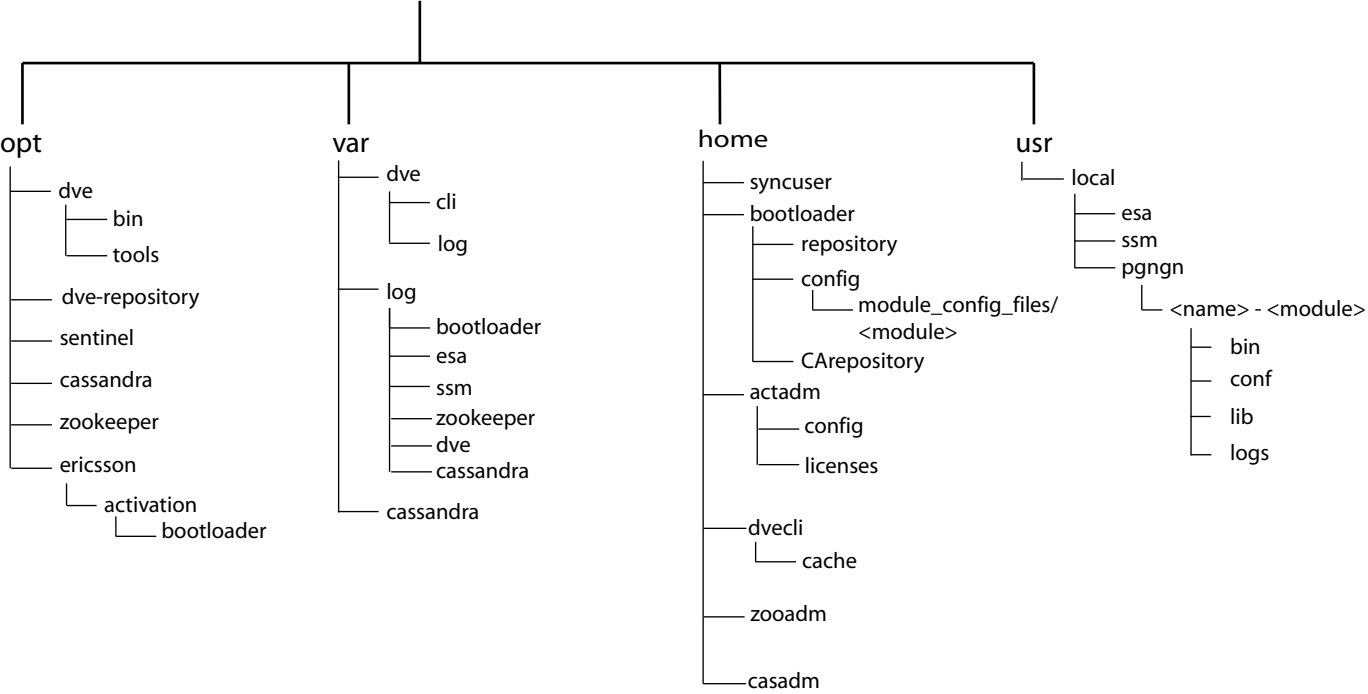 opt
dve
bin
tools
dve-repository
sentinel
cassandra
zookeeper
ericsson
activation
bootloader
var
dve
cli
log
log
bootloader
esa
ssm
zookeeper
dve
cassandra
cassandra
home
syncuser
bootloader
repository
config
module_config_files/
<module>
CArepository
actadm
config
licenses
dvecli
cache
zooadm
casadm
usr
local
esa
ssm
pgngn
<name> - <module>
bin
conf
lib
logs